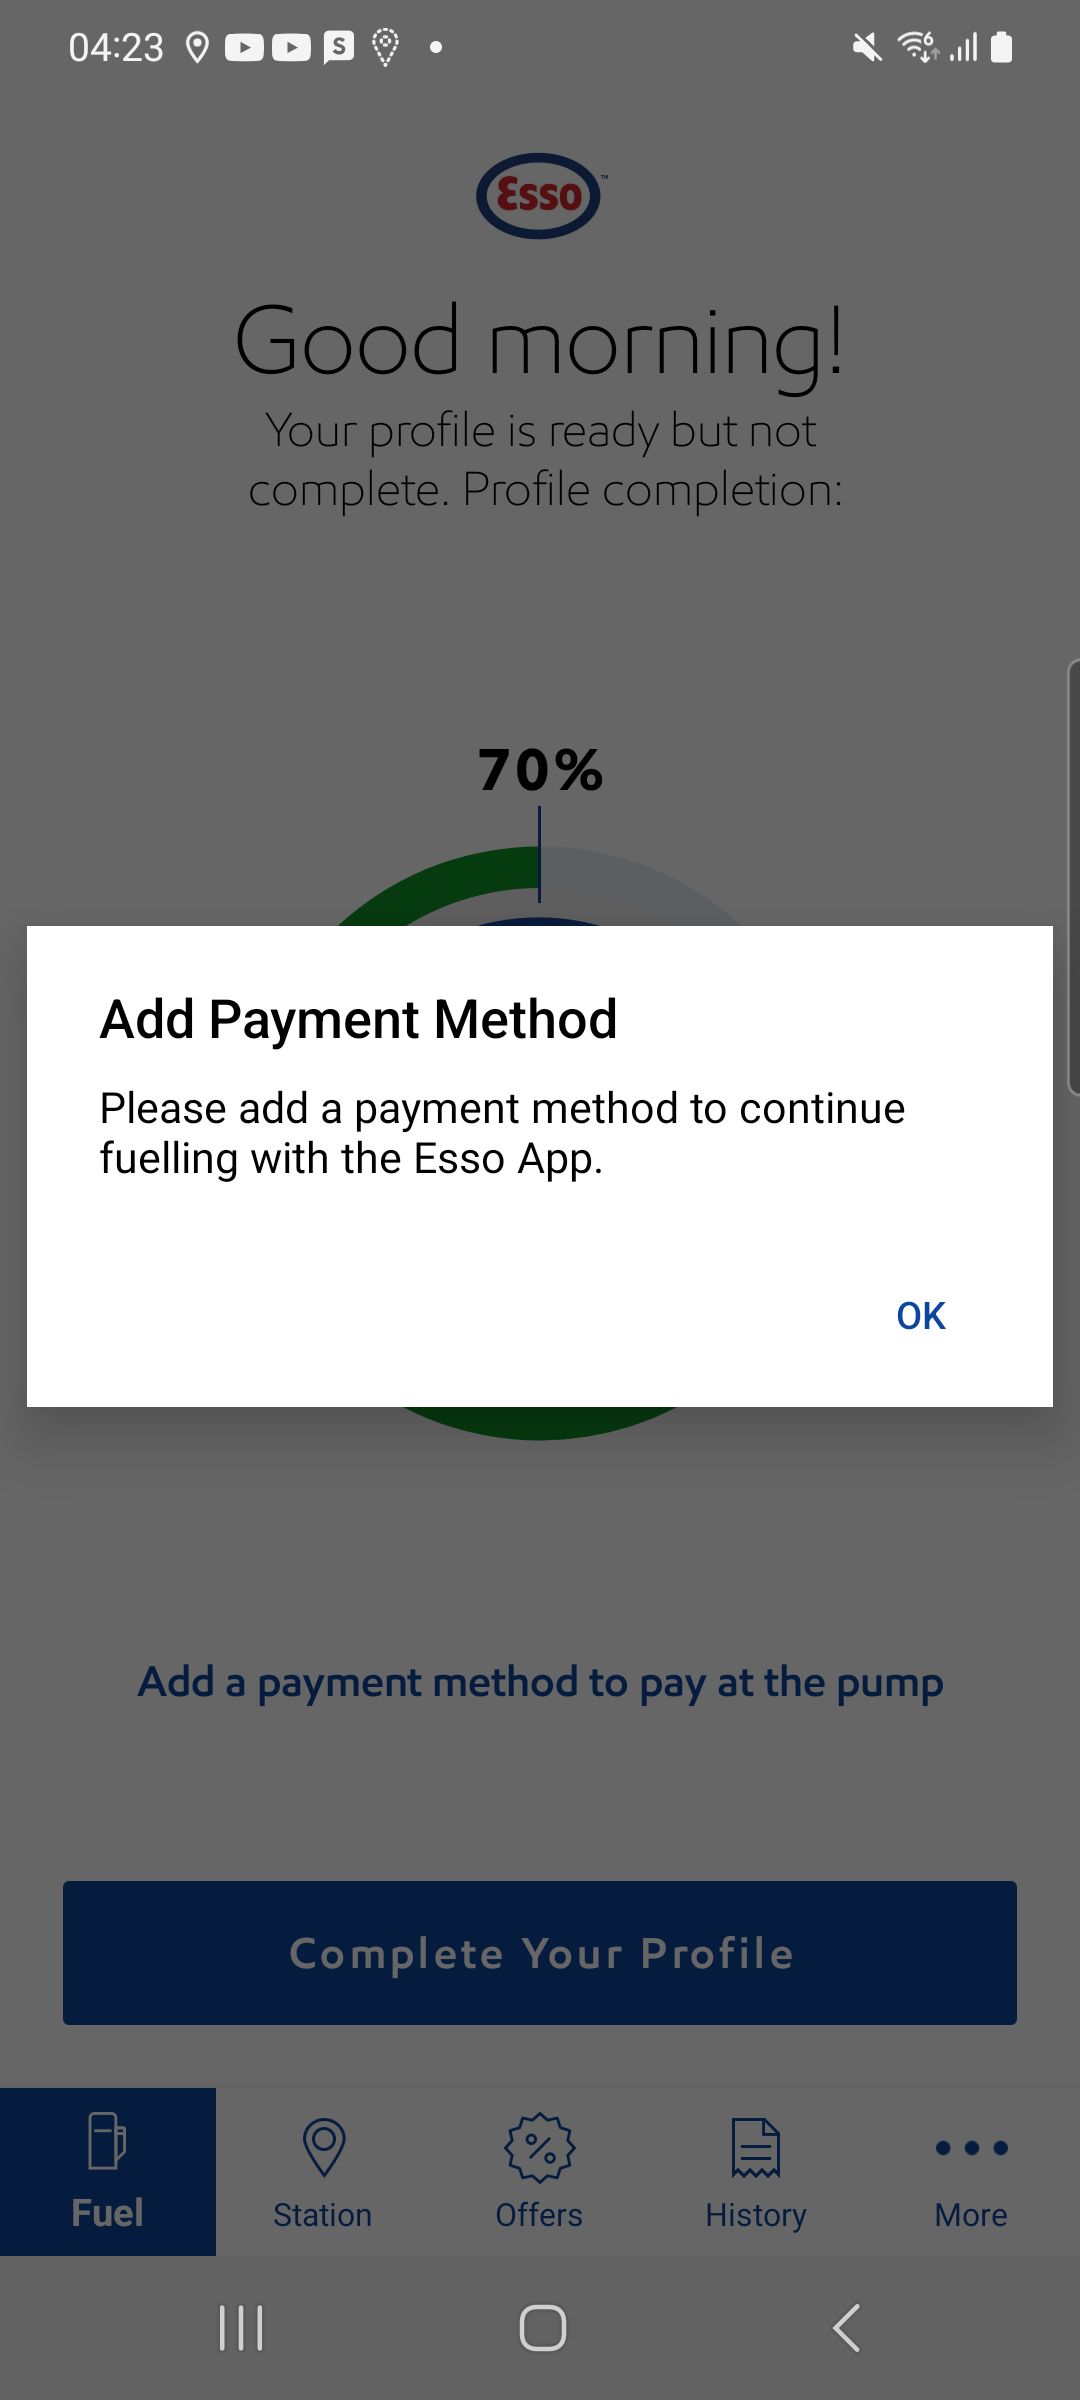 04:23
Esso
Good morning!
Your profile is ready but not
complete. Profile completion:
70%
Add Payment Method
Please add a payment method to continue
fuelling with the Esso App.
OK
Add a payment method to pay at the pump
Complete Your Profile
Fuel
Station
Offers
History
More